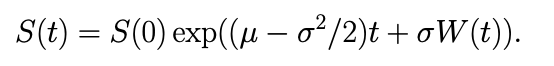 S(t) = S(0) exp((μ − σ²/2)t + σW(t)).